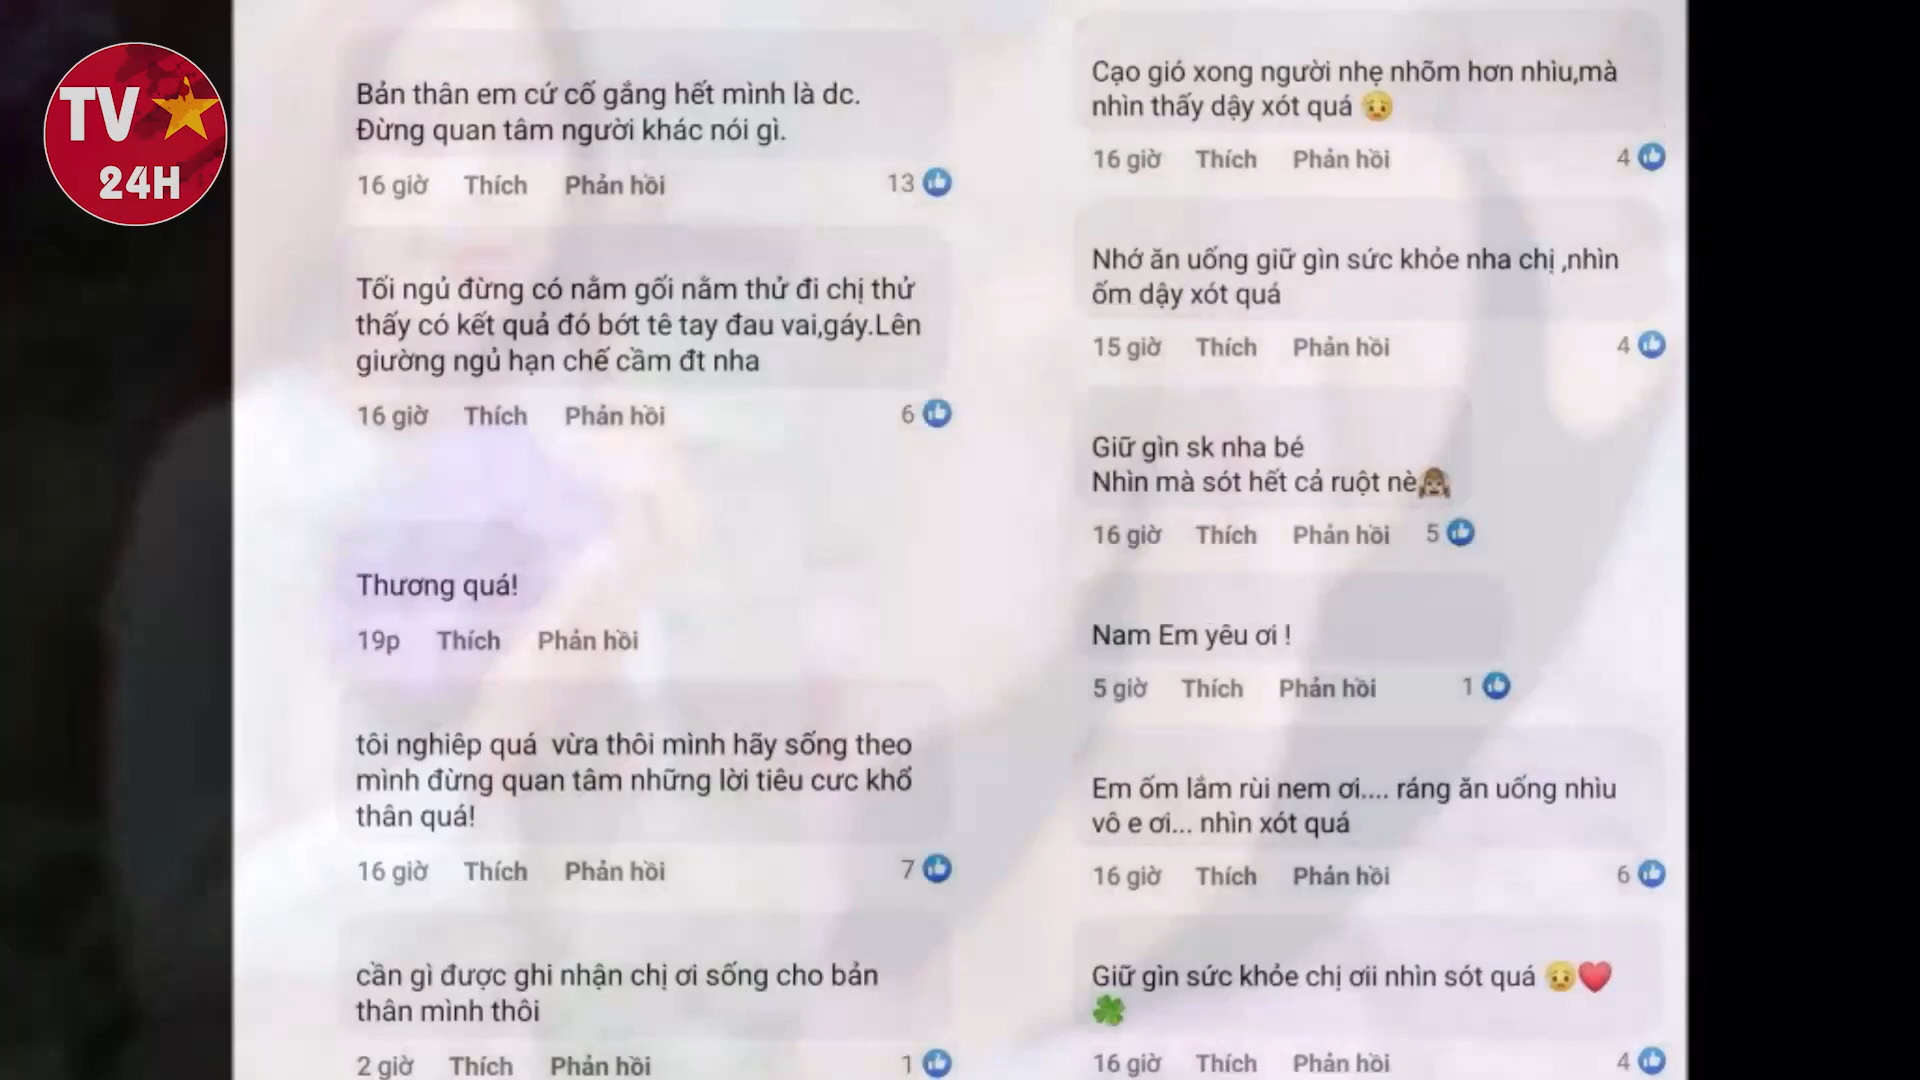 TV
24H
Bản thân em cứ cố gắng hết mình là dc.
Đừng quan tâm người khác nói gì.
16 giờ Thích Phản hồi 13
Tối ngủ đừng có nằm gối nằm thử đi chị thử
thấy có kết quả đó bớt tê tay đau vai,gáy.Lên
giường ngủ hạn chế cầm đt nha
16 giờ Thích Phản hồi 6
Thương quá!
19p Thích Phản hồi
tôi nghiêp quá vừa thôi mình hãy sống theo
mình đừng quan tâm những lời tiêu cưc khổ
thân quá!
16 giờ Thích Phản hồi 7
cần gì được ghi nhận chị ơi sống cho bản
thân mình thôi
2 giờ Thích Phản hồi 1
Cạo gió xong người nhẹ nhõm hơn nhìu,mà
nhìn thấy dậy xót quá 😥
16 giờ Thích Phản hồi 4
Nhớ ăn uống giữ gìn sức khỏe nha chị ,nhìn
ốm dậy xót quá
15 giờ Thích Phản hồi 4
Giữ gìn sk nha bé
Nhìn mà sót hết cả ruột nè🙈
16 giờ Thích Phản hồi 5
Nam Em yêu ơi !
5 giờ Thích Phản hồi 1
Em ốm lắm rùi nem ơi.... ráng ăn uống nhìu
vô e ơi... nhìn xót quá
16 giờ Thích Phản hồi 6
Giữ gìn sức khỏe chị ơii nhìn sót quá 😥❤️
🍀
16 giờ Thích Phản hồi 4